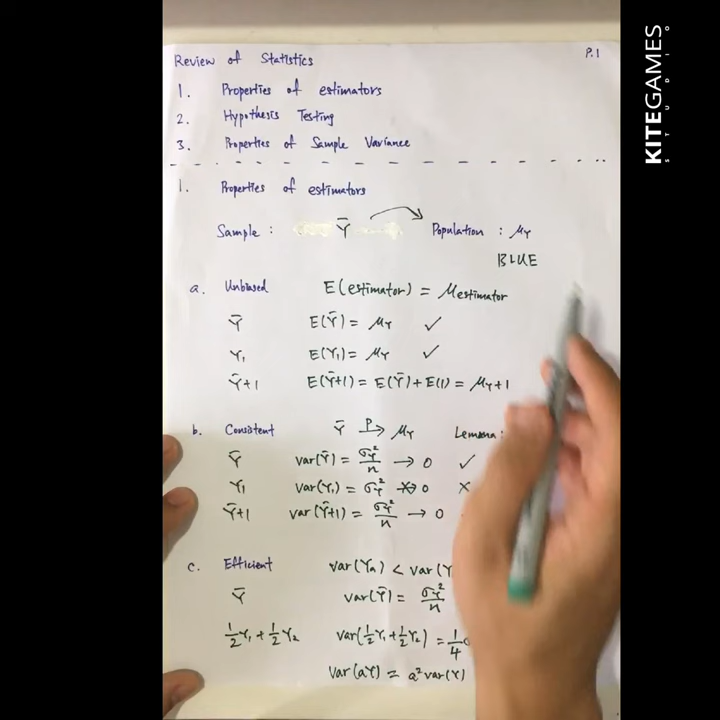 Review of Statistics P.1
1. Properties of estimators
2. Hypothesis Testing
3. Properties of Sample Variance
1. Properties of estimators
Sample : Ȳ Population : μY
BLUE
a. Unbiased E(estimator) = μestimator
Ȳ E(Ȳ) = μY ✓
Y₁ E(Y₁) = μY ✓
Ȳ+1 E(Ȳ+1) = E(Ȳ) + E(1) = μY + 1
b. Consistent Ȳ →ᵖ μY Lemma :
Ȳ var(Ȳ) = σY²/n → 0 ✓
Y₁ var(Y₁) = σY² ↛ 0 ×
Ȳ+1 var(Ȳ+1) = σY²/n → 0
c. Efficient var(Ya) < var(Y
Ȳ var(Ȳ) = σY²/n
½Y₁ + ½Y₂ var(½Y₁ + ½Y₂) = ¼
Var(aY) = a² var(Y)
KITEGAMES
STUDIO